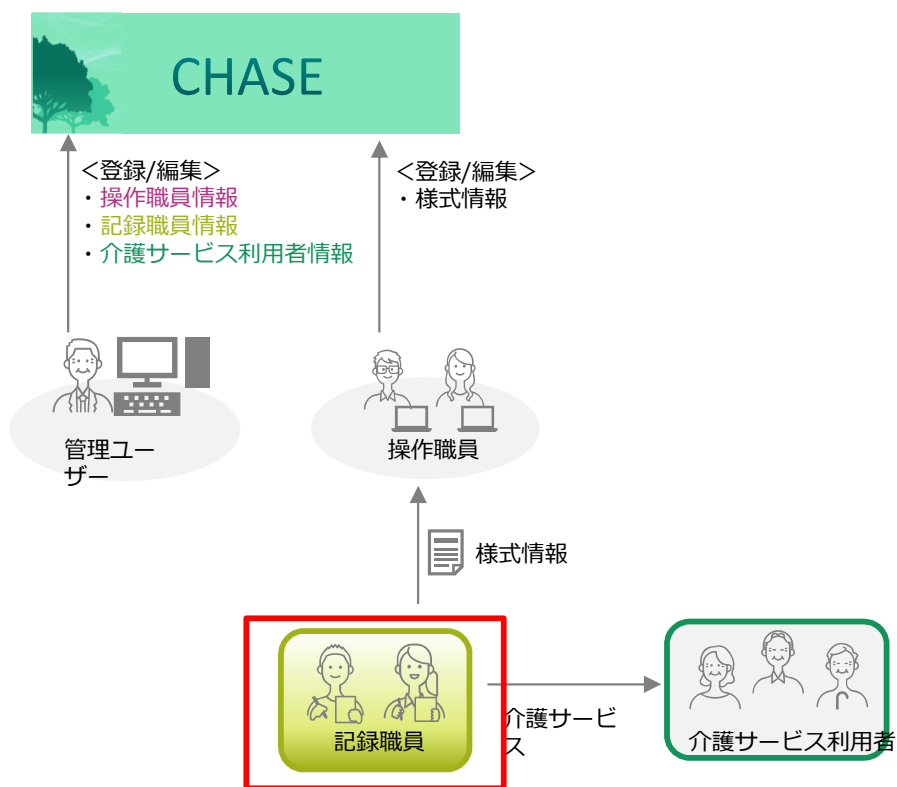 CHASE
＜登録/編集＞
・操作職員情報
・記録職員情報
・介護サービス利用者情報
＜登録/編集＞
・様式情報
管理ユー
ザー
操作職員
様式情報
記録職員
介護サービ
ス
介護サービス利用者